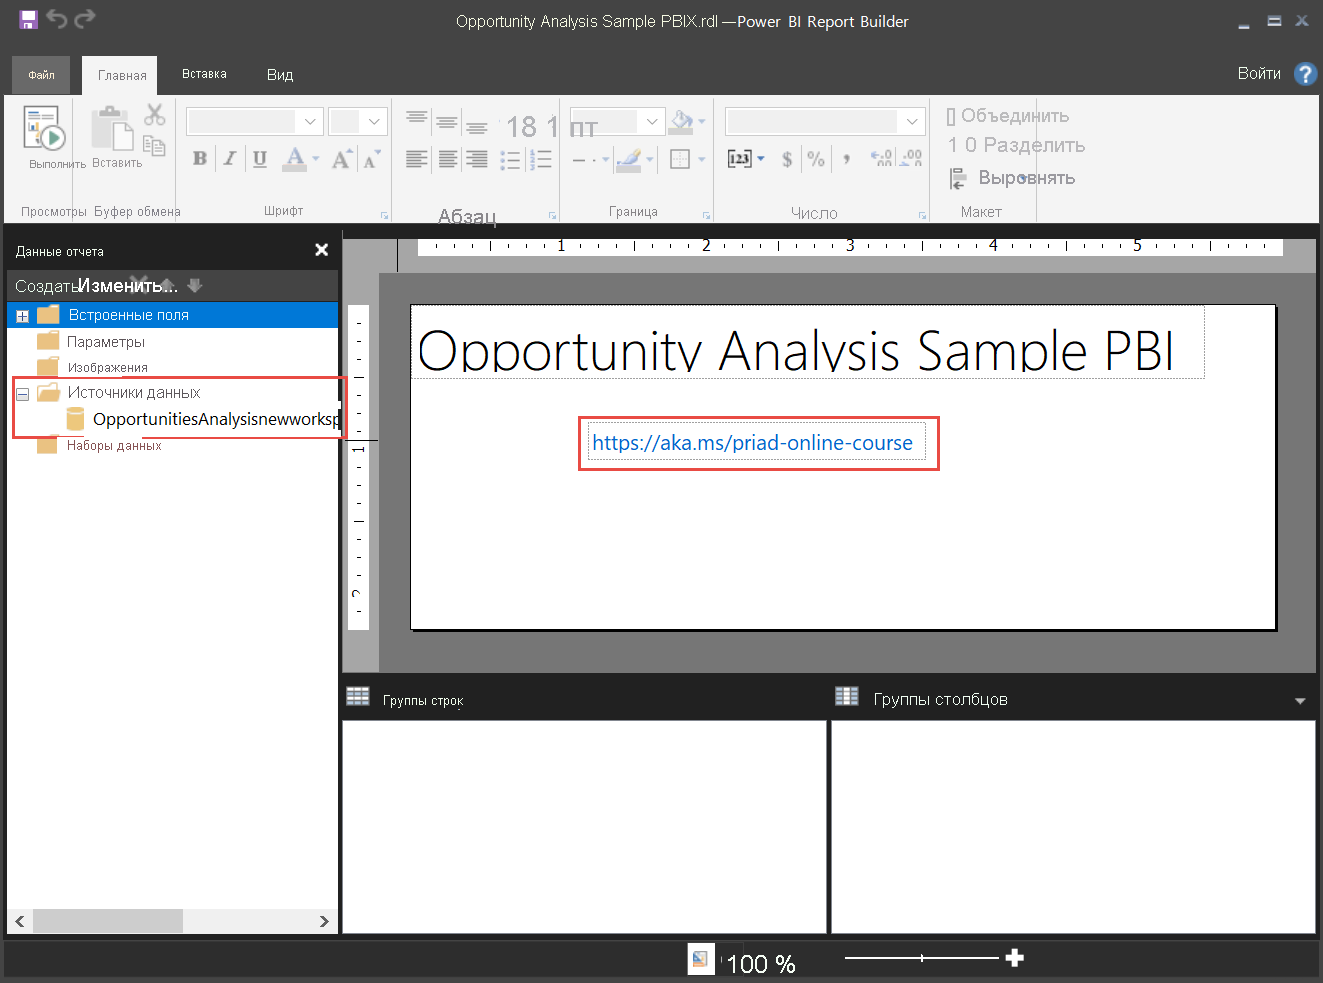 Opportunity Analysis Sample PBIX.rdl —Power BI Report Builder
Файл
Главная
Вставка
Вид
Войти
?
Выполнить
Вставить
18 1 пт
B I U A A A
123
$ % ,
[] Объединить
1 0 Разделить
Выровнять
Просмотры
Буфер обмена
Шрифт
Абзац
Граница
Число
Макет
Данные отчета
Создать
Изменить...
Встроенные поля
Параметры
Изображения
Источники данных
OpportunitiesAnalysisnewworksp
Наборы данных
1 2 3 4 5
1
2
Opportunity Analysis Sample PBI
https://aka.ms/priad-online-course
Группы строк
Группы столбцов
100 %